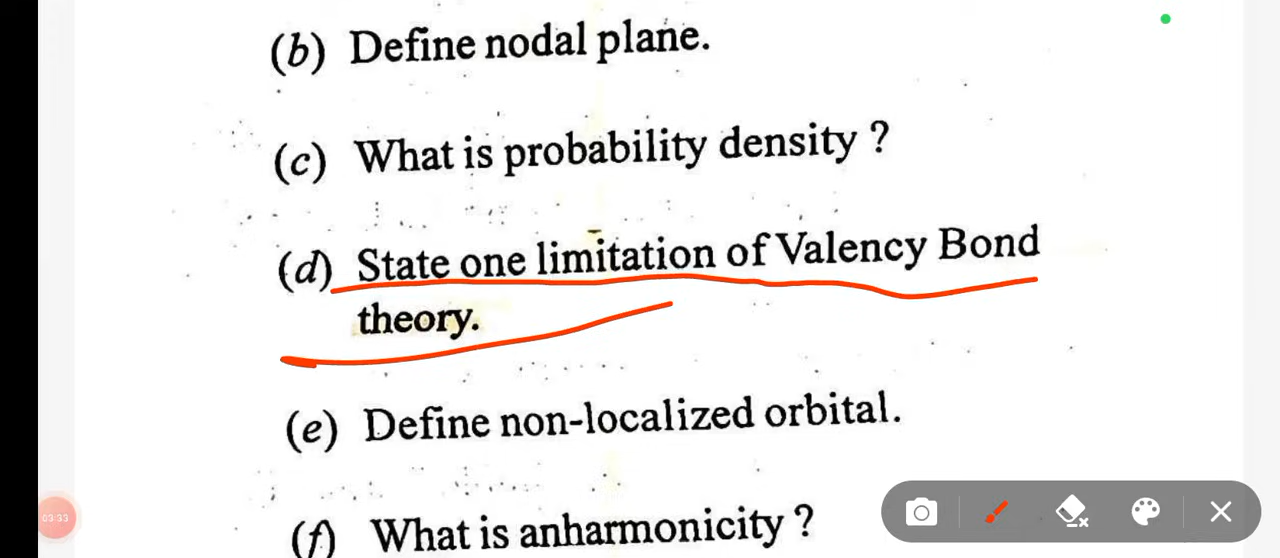 (b) Define nodal plane.
(c) What is probability density ?
(d) State one limitation of Valency Bond
theory.
(e) Define non-localized orbital.
(f) What is anharmonicity ?
03:33